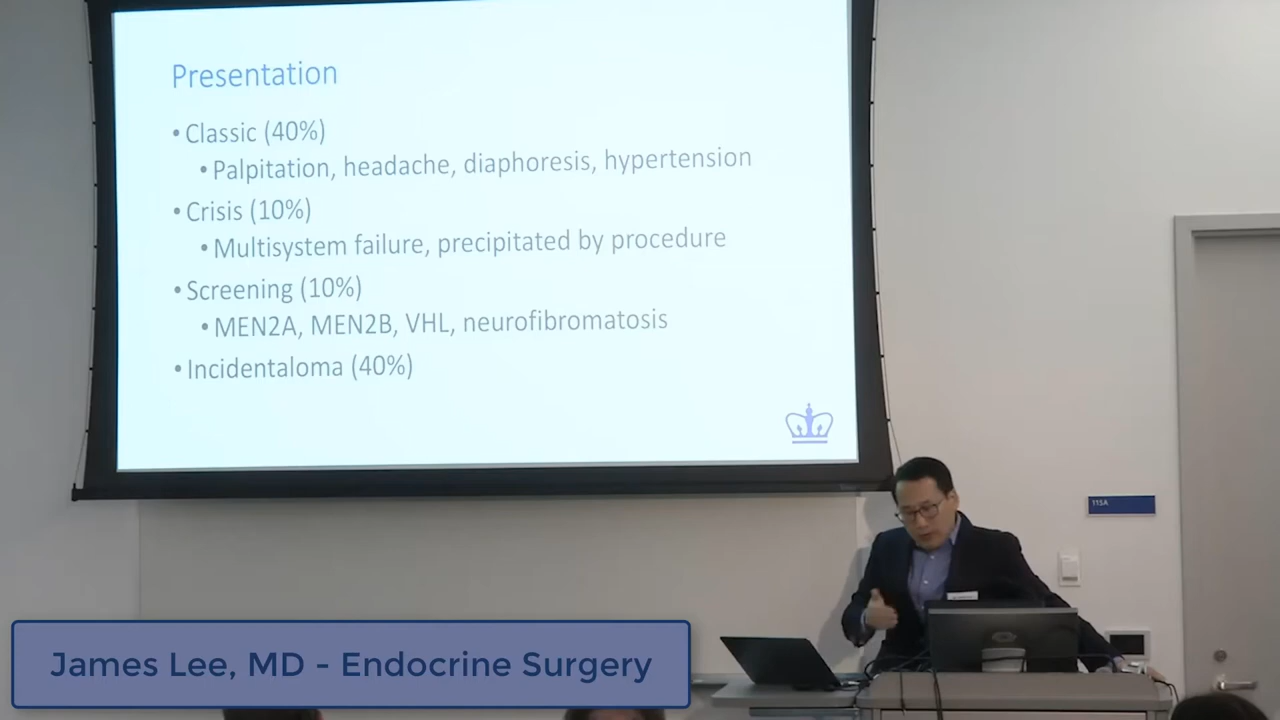 Presentation
• Classic (40%)
• Palpitation, headache, diaphoresis, hypertension
• Crisis (10%)
• Multisystem failure, precipitated by procedure
• Screening (10%)
• MEN2A, MEN2B, VHL, neurofibromatosis
• Incidentaloma (40%)
115A
James Lee, MD - Endocrine Surgery